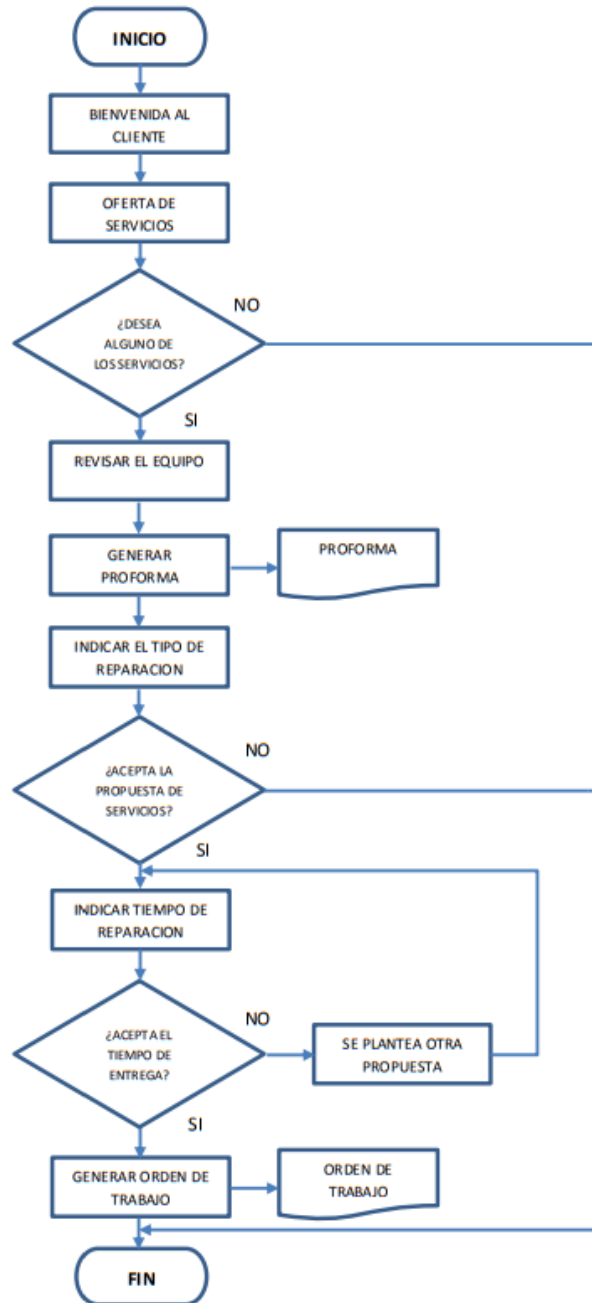 INICIO
BIENVENIDA AL
CLIENTE
OFERTA DE
SERVICIOS
NO
¿DESEA
ALGUNO DE
LOS SERVICIOS?
SI
REVISAR EL EQUIPO
GENERAR
PROFORMA
PROFORMA
INDICAR EL TIPO DE
REPARACION
NO
¿ACEPTA LA
PROPUESTA DE
SERVICIOS?
SI
INDICAR TIEMPO DE
REPARACION
NO
¿ACEPTA EL
TIEMPO DE
ENTREGA?
SE PLANTEA OTRA
PROPUESTA
SI
GENERAR ORDEN DE
TRABAJO
ORDEN DE
TRABAJO
FIN